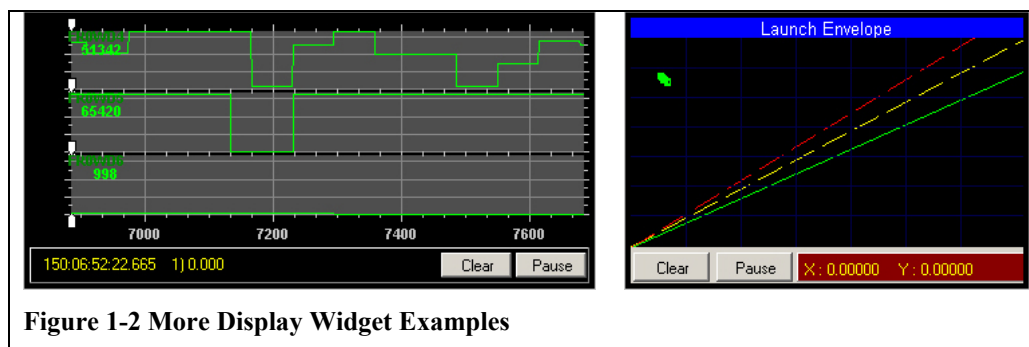 51342
65420
998
7000 7200 7400 7600
150:06:52:22.665 1) 0.000 Clear Pause
Launch Envelope
Clear Pause X : 0.00000 Y : 0.00000
Figure 1-2 More Display Widget Examples